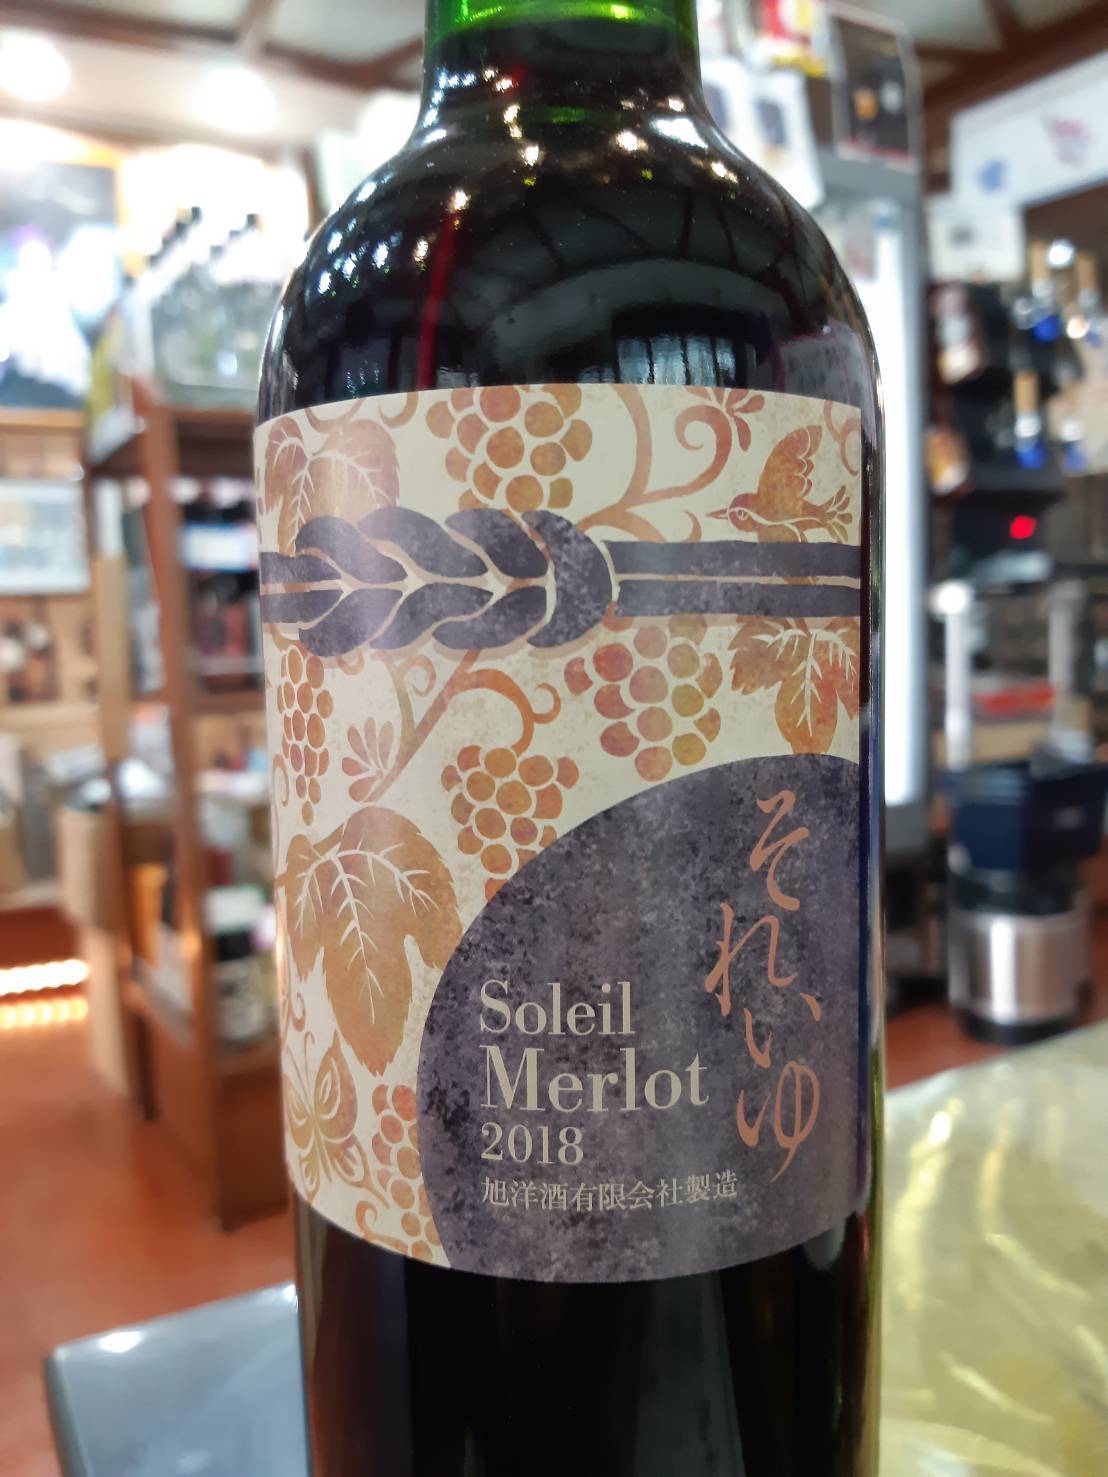 それいゆ
Soleil
Merlot
2018
旭洋酒有限会社製造